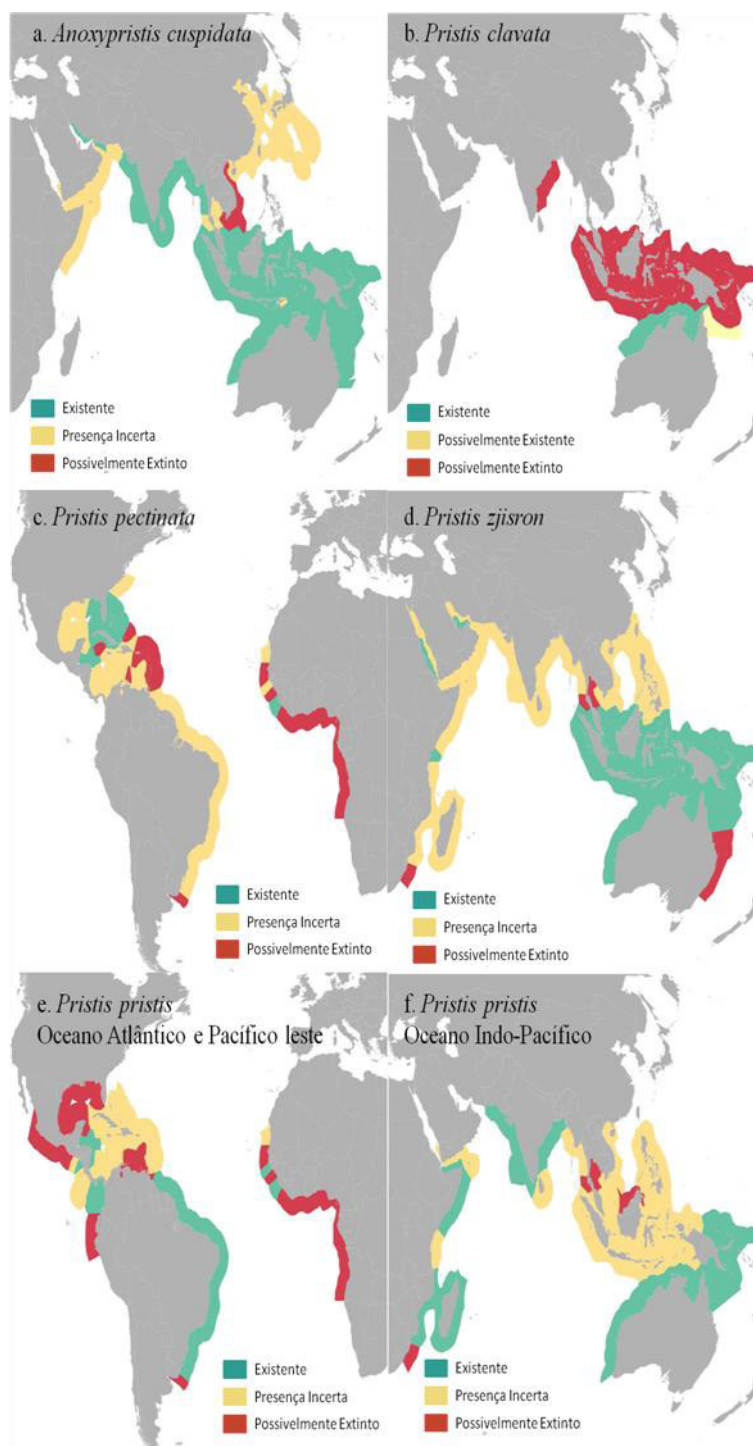 a. Anoxypristis cuspidata
Existente
Presença Incerta
Possivelmente Extinto
b. Pristis clavata
Existente
Possivelmente Existente
Possivelmente Extinto
c. Pristis pectinata
Existente
Presença Incerta
Possivelmente Extinto
d. Pristis zjisron
Existente
Presença Incerta
Possivelmente Extinto
e. Pristis pristis
Oceano Atlântico e Pacífico leste
Existente
Presença Incerta
Possivelmente Extinto
f. Pristis pristis
Oceano Indo-Pacífico
Existente
Presença Incerta
Possivelmente Extinto